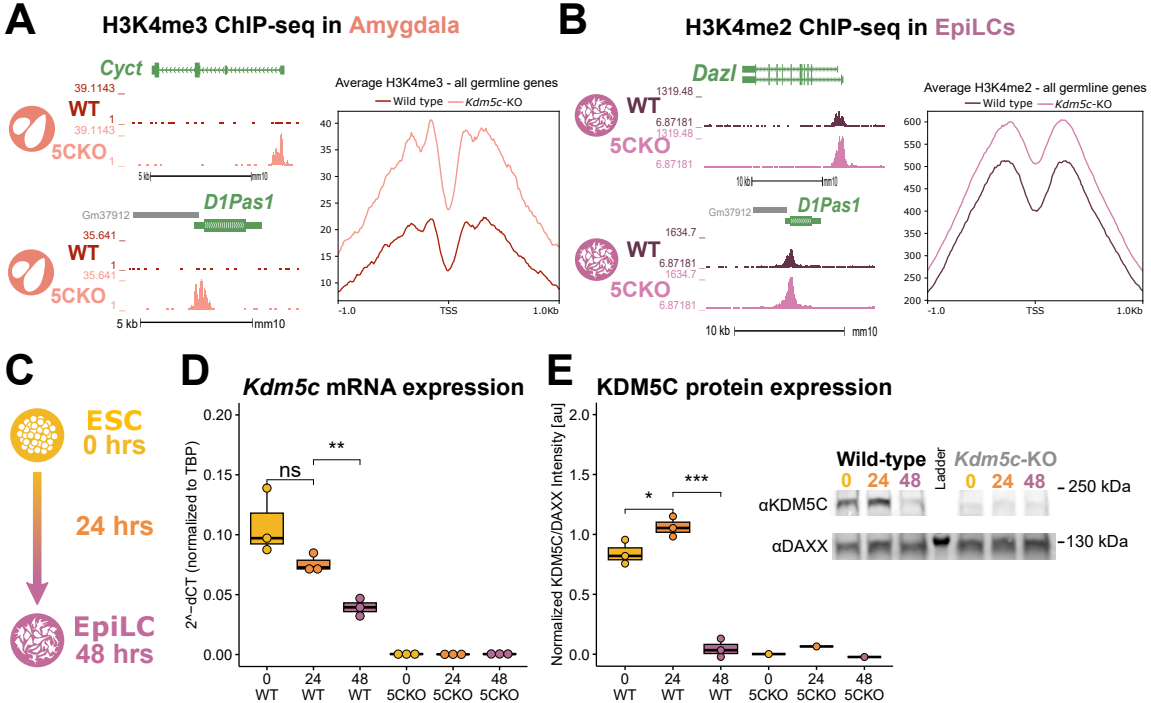 A
H3K4me3 ChIP-seq in Amygdala
Cyct
39.1143
WT
1
39.1143
5CKO
1
5 kb
mm10
D1Pas1
Gm37912
35.641
WT
1
35.641
5CKO
1
5 kb
mm10
Average H3K4me3 - all germline genes
Wild type
Kdm5c-KO
40
35
30
25
20
15
10
-1.0
TSS
1.0Kb
B
H3K4me2 ChIP-seq in EpiLCs
Dazl
1319.48
WT
6.87181
1319.48
5CKO
6.87181
10 kb
mm10
D1Pas1
Gm37912
1634.7
WT
6.87181
1634.7
5CKO
6.87181
10 kb
mm10
Average H3K4me2 - all germline genes
Wild type
Kdm5c-KO
600
550
500
450
400
350
300
250
200
-1.0
TSS
1.0Kb
C
ESC
0 hrs
24 hrs
EpiLC
48 hrs
D
Kdm5c mRNA expression
2^-dCT (normalized to TBP)
0.20
0.15
0.10
0.05
0.00
ns
**
0 24 48 0 24 48
WT WT WT 5CKO 5CKO 5CKO
E
KDM5C protein expression
Normalized KDM5C/DAXX Intensity [au]
2.0
1.5
1.0
0.5
0.0
*
***
0 24 48 0 24 48
WT WT WT 5CKO 5CKO 5CKO
Wild-type
Ladder
Kdm5c-KO
0 24 48 0 24 48
αKDM5C
- 250 kDa
αDAXX
-130 kDa